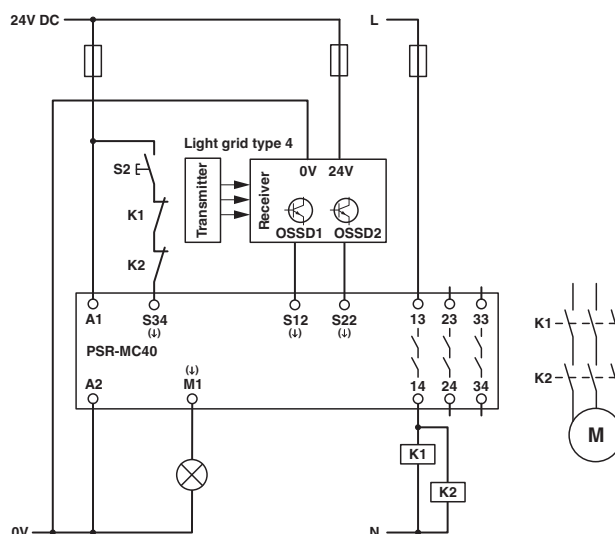 24V DC
L
Light grid type 4
0V 24V
S2
Transmitter
Receiver
K1
OSSD1 OSSD2
K2
A1 S34 S12 S22 13 23 33
(↓) (↓) (↓)
PSR-MC40
K1
(↓)
A2 M1 14 24 34
K2
M
K1
K2
0V
N